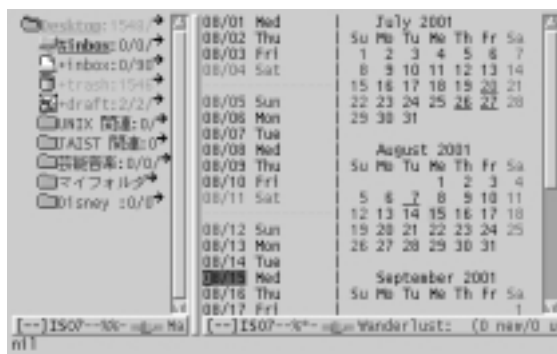 Desktop:1548/
%inbox:0/0/
+inbox:0/90
+trash:1546
+draft:2/2/
UNIX 関連:0/
JAIST 関連:0
芸能音楽:0/0/
マイフォルダ
Disney :0/0
[--]ISO7--%%- Wa
nil
08/01 Wed
08/02 Thu
08/03 Fri
08/04 Sat
08/05 Sun
08/06 Mon
08/07 Tue
08/08 Wed
08/09 Thu
08/10 Fri
08/11 Sat
08/12 Sun
08/13 Mon
08/14 Tue
08/15 Wed
08/16 Thu
08/17 Fri
July 2001
Su Mo Tu We Th Fr Sa
1 2 3 4 5 6 7
8 9 10 11 12 13 14
15 16 17 18 19 20 21
22 23 24 25 26 27 28
29 30 31
August 2001
Su Mo Tu We Th Fr Sa
1 2 3 4
5 6 7 8 9 10 11
12 13 14 15 16 17 18
19 20 21 22 23 24 25
26 27 28 29 30 31
September 2001
Su Mo Tu We Th Fr Sa
1
[--]ISO7--%*- Wanderlust: (0 new/0 u